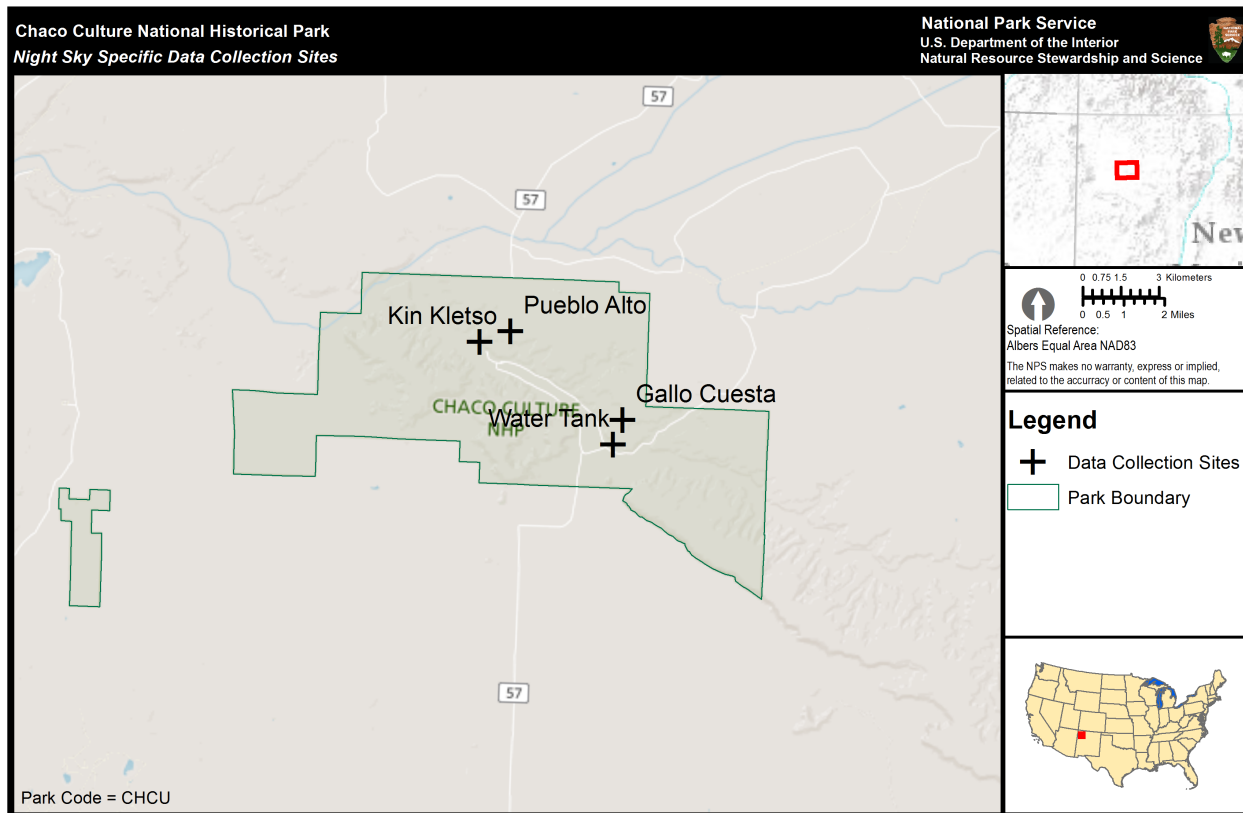 Chaco Culture National Historical Park
Night Sky Specific Data Collection Sites
National Park Service
U.S. Department of the Interior
Natural Resource Stewardship and Science
57
57
Kin Kletso
Pueblo Alto
Gallo Cuesta
CHACO CULTURE
NHP
Water Tank
57
Park Code = CHCU
New
0 0.75 1.5 3 Kilometers
0 0.5 1 2 Miles
Spatial Reference:
Albers Equal Area NAD83
The NPS makes no warranty, express or implied,
related to the accurracy or content of this map.
Legend
Data Collection Sites
Park Boundary